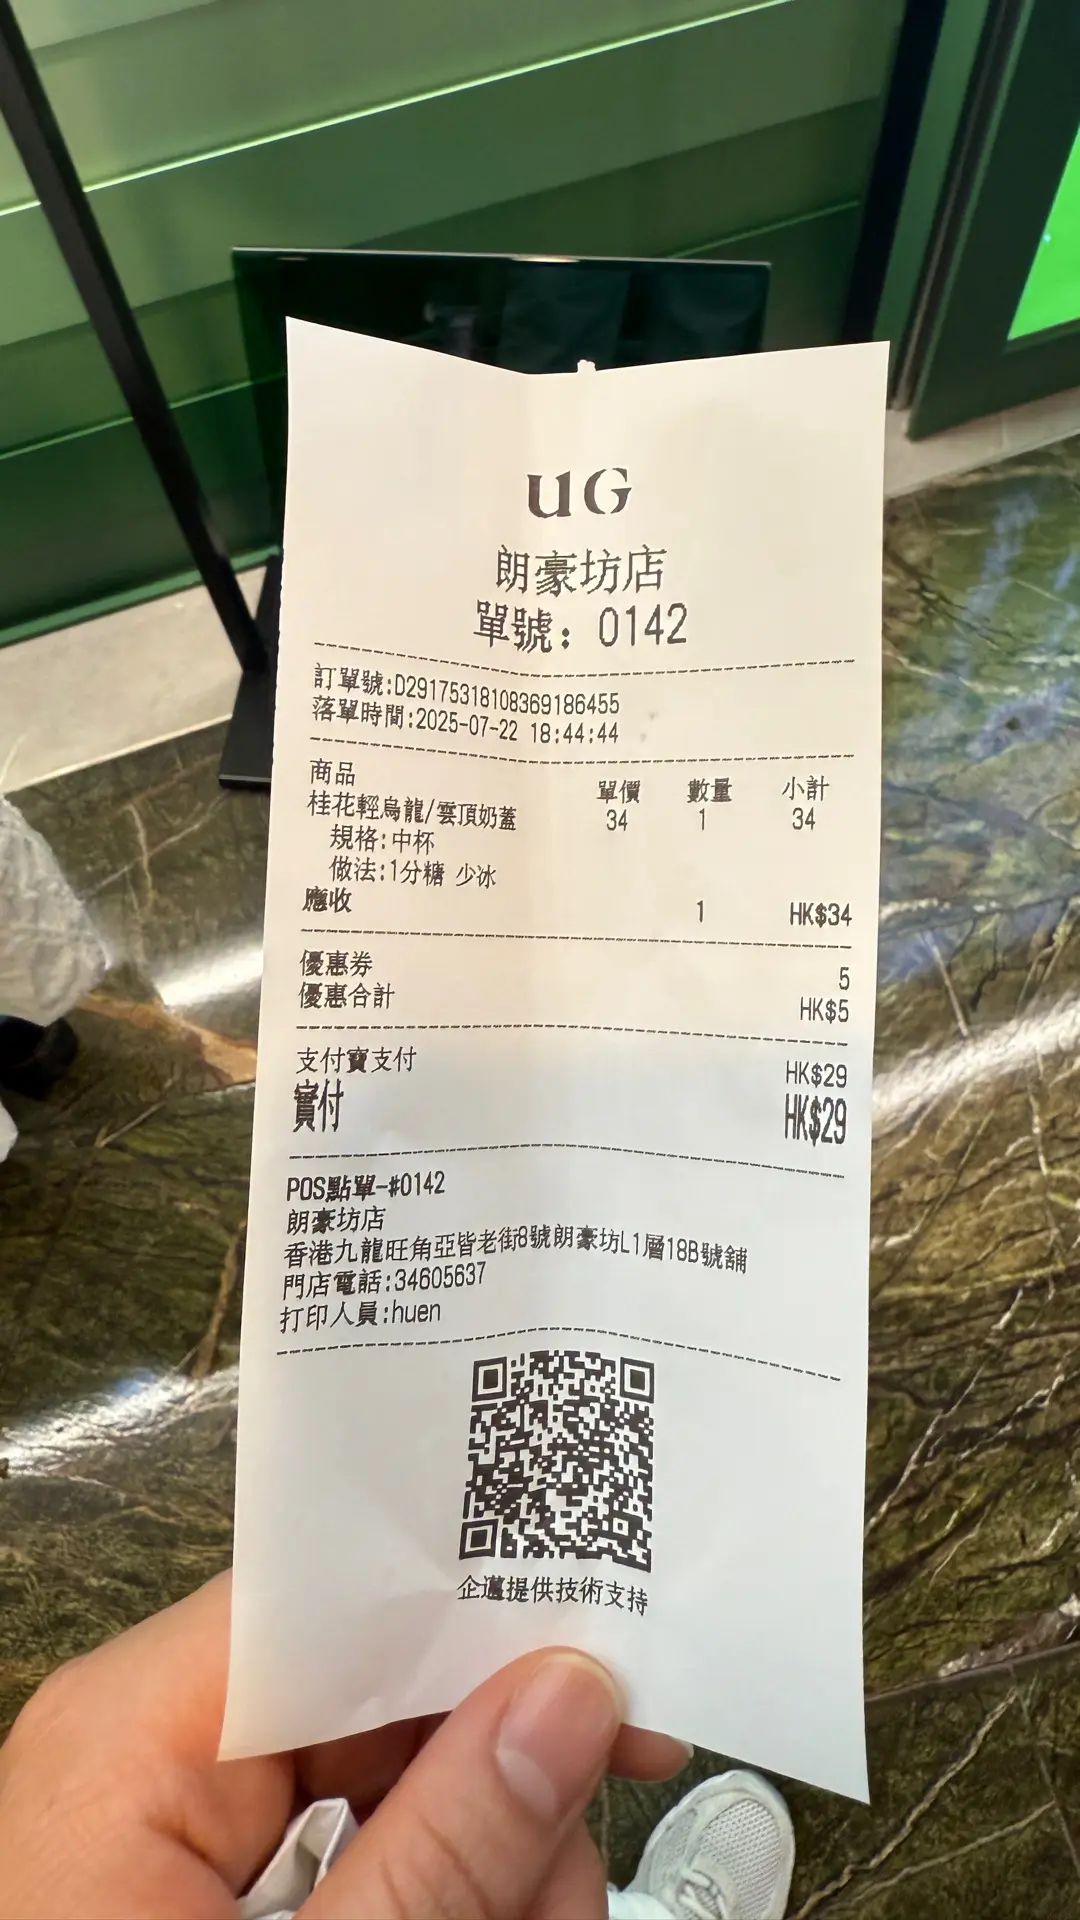 uG
朗豪坊店
單號：0142
訂單號:D29175318108369186455
落單時間:2025-07-22 18:44:44
商品 單價 數量 小計
桂花輕烏龍/雲頂奶蓋 34 1 34
規格:中杯
做法:1分糖 少冰
應收 1 HK$34
優惠券 5
優惠合計 HK$5
支付寶支付 HK$29
實付 HK$29
POS點單-#0142
朗豪坊店
香港九龍旺角亞皆老街8號朗豪坊L1層18B號舖
門店電話:34605637
打印人員:huen
企邁提供技術支持